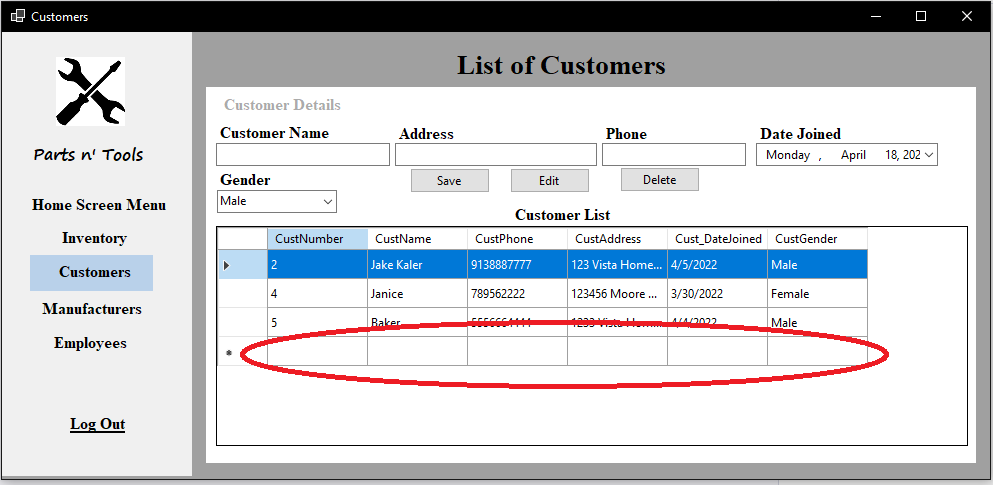 Customers
List of Customers
Customer Details
Customer Name Address Phone Date Joined
Monday , April 18, 202
Parts n' Tools
Gender
Save Edit Delete
Male
Home Screen Menu
Customer List
Inventory
CustNumber CustName CustPhone CustAddress Cust_DateJoined CustGender
Customers
2 Jake Kaler 9138887777 123 Vista Home... 4/5/2022 Male
4 Janice 789562222 123456 Moore ... 3/30/2022 Female
Manufacturers
5 Baker 1233 Vista Hom... 4/4/2022 Male
Employees
*
Log Out